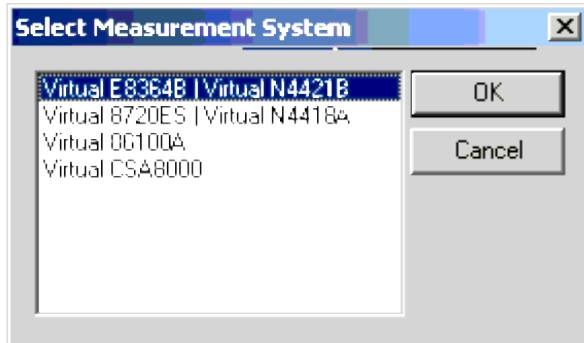 Select Measurement System
Virtual E8364B | Virtual N4421B
Virtual 8720ES | Virtual N4418A
Virtual 86100A
Virtual CSA8000
OK
Cancel